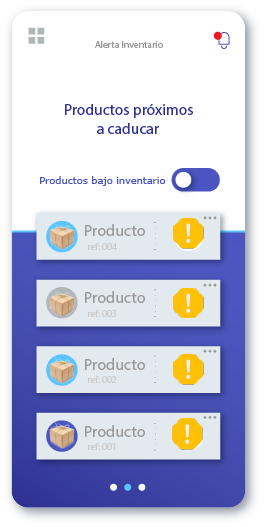 Alerta Inventario
Productos próximos
a caducar
Productos bajo inventario
Producto
ref: 004
Producto
ref: 003
Producto
ref: 002
Producto
ref: 001